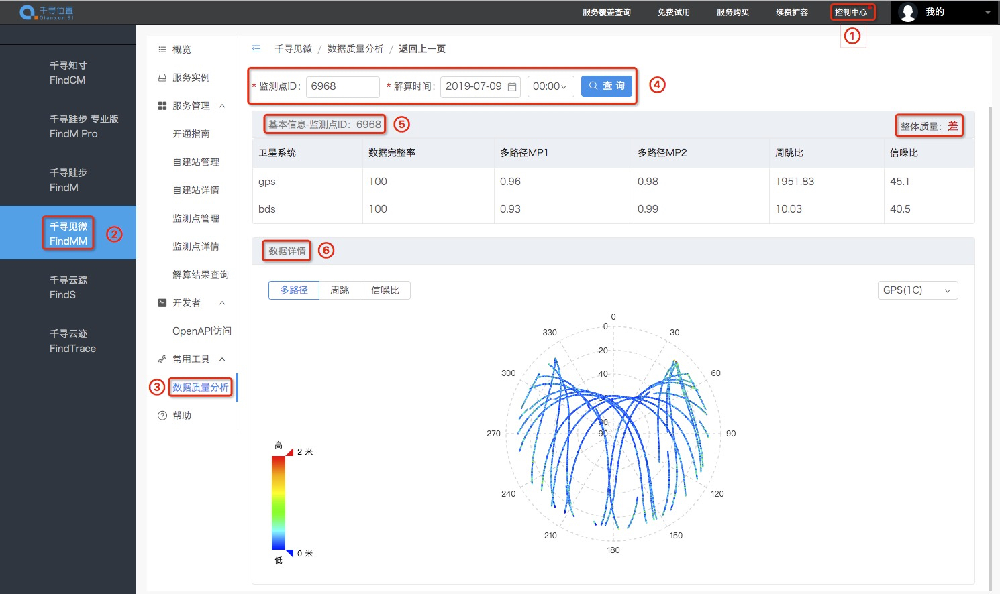 千寻位置
Qianxun SI
服务覆盖查询 免费试用 服务购买 续费扩容 控制中心 我的
①
千寻知寸
FindCM
千寻跬步 专业版
FindM Pro
千寻跬步
FindM
千寻见微
FindMM
②
千寻云踪
FindS
千寻云迹
FindTrace
概览
服务实例
服务管理
开通指南
自建站管理
自建站详情
监测点管理
监测点详情
解算结果查询
开发者
OpenAPI访问
常用工具
③ 数据质量分析
帮助
千寻见微 / 数据质量分析 / 返回上一页
* 监测点ID: 6968 * 解算时间: 2019-07-09 00:00 查 询 ④
基本信息-监测点ID: 6968 ⑤ 整体质量: 差
卫星系统 数据完整率 多路径MP1 多路径MP2 周跳比 信噪比
gps 100 0.96 0.98 1951.83 45.1
bds 100 0.93 0.99 10.03 40.5
数据详情 ⑥
多路径 周跳 信噪比 GPS(1C)
0
330 0 30
20
300 40 60
80
270 90 90
240 120
210 150
180
高
2 米
0 米
低